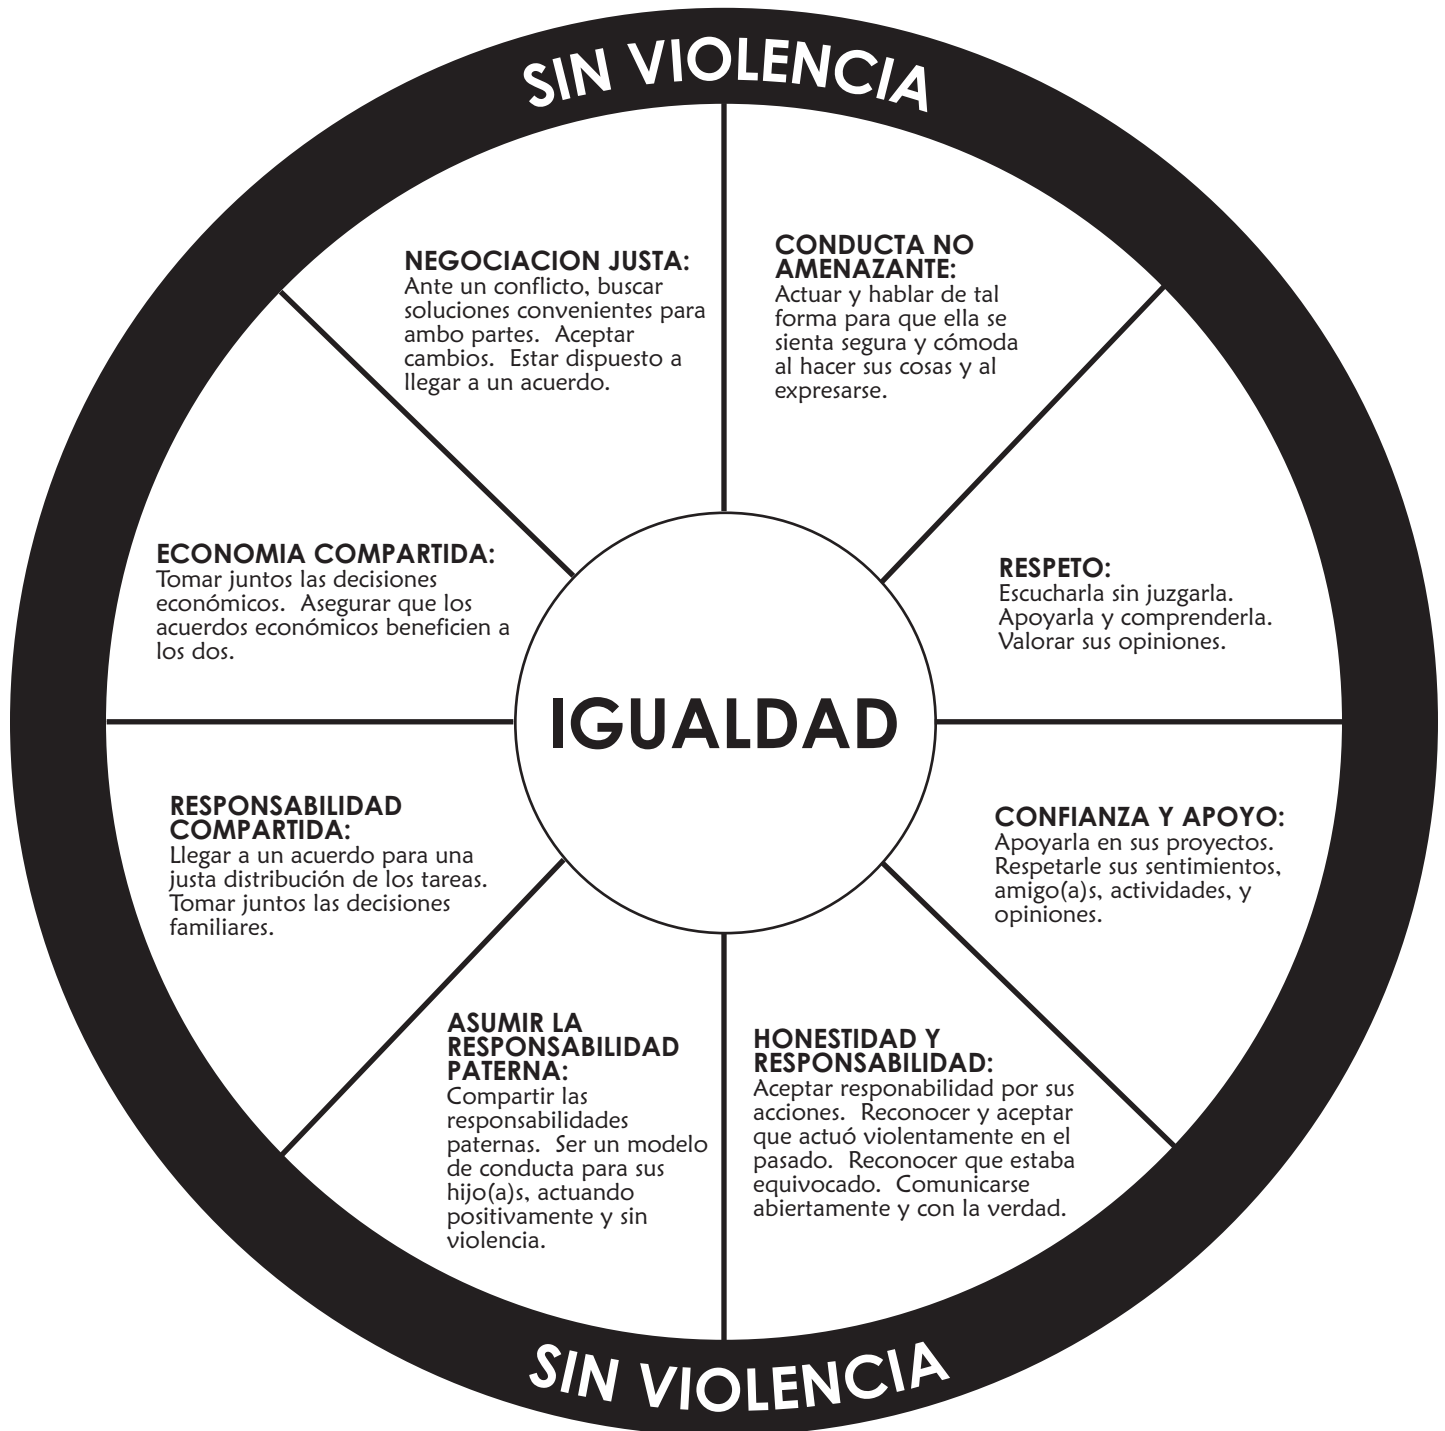 SIN VIOLENCIA
NEGOCIACION JUSTA:
Ante un conflicto, buscar
soluciones convenientes para
ambo partes.  Aceptar
cambios.  Estar dispuesto a
llegar a un acuerdo.
CONDUCTA NO
AMENAZANTE:
Actuar y hablar de tal
forma para que ella se
sienta segura y cómoda
al hacer sus cosas y al
expresarse.
ECONOMIA COMPARTIDA:
Tomar juntos las decisiones
económicos.  Asegurar que los
acuerdos económicos beneficien a
los dos.
RESPETO:
Escucharla sin juzgarla.
Apoyarla y comprenderla.
Valorar sus opiniones.
IGUALDAD
RESPONSABILIDAD
COMPARTIDA:
Llegar a un acuerdo para una
justa distribución de los tareas.
Tomar juntos las decisiones
familiares.
CONFIANZA Y APOYO:
Apoyarla en sus proyectos.
Respetarle sus sentimientos,
amigo(a)s, actividades, y
opiniones.
ASUMIR LA
RESPONSABILIDAD
PATERNA:
Compartir las
responsabilidades
paternas.  Ser un modelo
de conducta para sus
hijo(a)s, actuando
positivamente y sin
violencia.
HONESTIDAD Y
RESPONSABILIDAD:
Aceptar responabilidad por sus
acciones.  Reconocer y aceptar
que actuó violentamente en el
pasado.  Reconocer que estaba
equivocado.  Comunicarse
abiertamente y con la verdad.
SIN VIOLENCIA